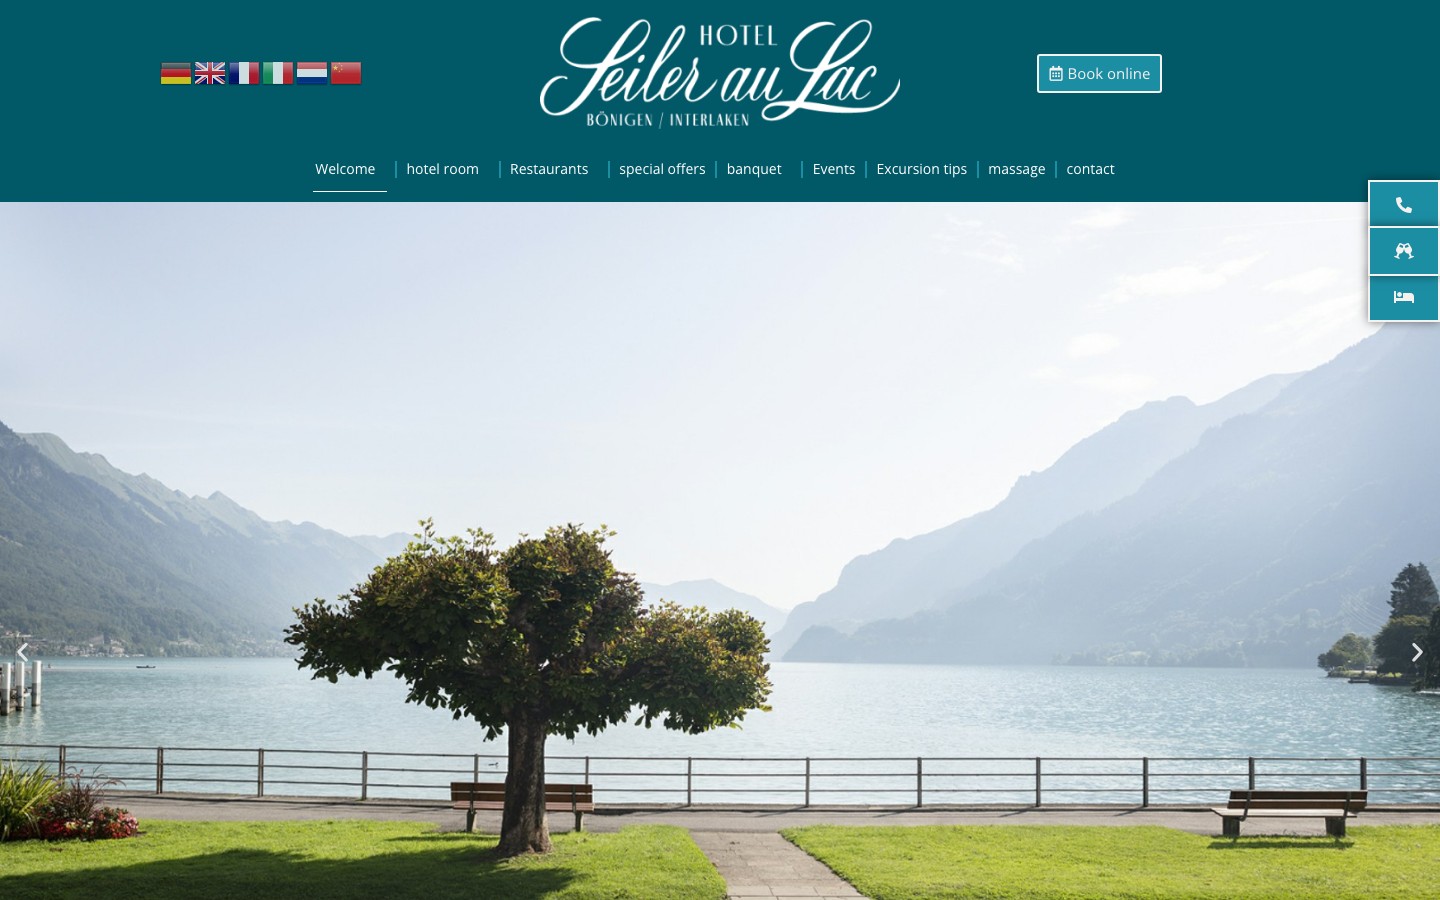 HOTEL
Seiler au Lac
BÖNIGEN / INTERLAKEN
Book online
Welcome
hotel room
Restaurants
special offers
banquet
Events
Excursion tips
massage
contact